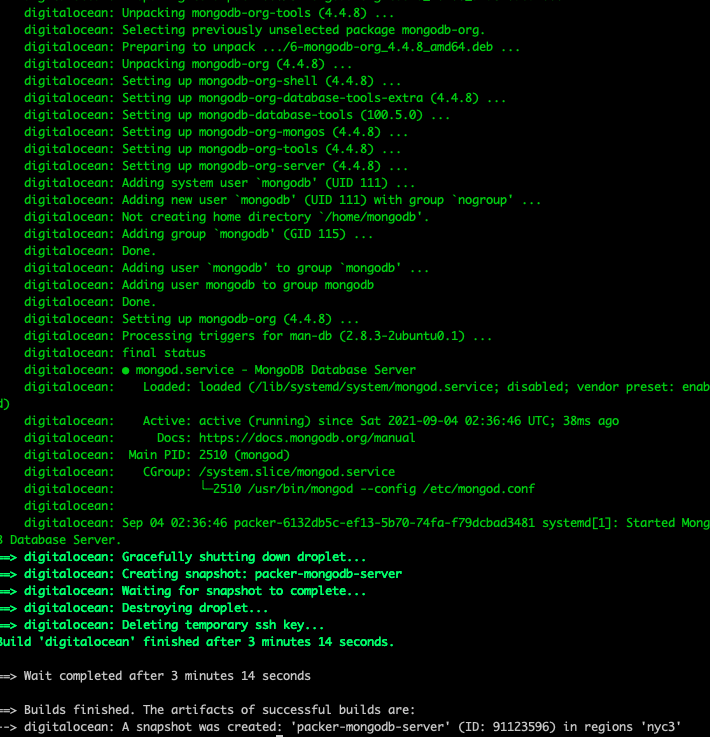 digitalocean: Unpacking mongodb-org-tools (4.4.8) ...
digitalocean: Selecting previously unselected package mongodb-org.
digitalocean: Preparing to unpack .../6-mongodb-org_4.4.8_amd64.deb ...
digitalocean: Unpacking mongodb-org (4.4.8) ...
digitalocean: Setting up mongodb-org-shell (4.4.8) ...
digitalocean: Setting up mongodb-org-database-tools-extra (4.4.8) ...
digitalocean: Setting up mongodb-database-tools (100.5.0) ...
digitalocean: Setting up mongodb-org-mongos (4.4.8) ...
digitalocean: Setting up mongodb-org-tools (4.4.8) ...
digitalocean: Setting up mongodb-org-server (4.4.8) ...
digitalocean: Adding system user `mongodb' (UID 111) ...
digitalocean: Adding new user `mongodb' (UID 111) with group `nogroup' ...
digitalocean: Not creating home directory `/home/mongodb'.
digitalocean: Adding group `mongodb' (GID 115) ...
digitalocean: Done.
digitalocean: Adding user `mongodb' to group `mongodb' ...
digitalocean: Adding user mongodb to group mongodb
digitalocean: Done.
digitalocean: Setting up mongodb-org (4.4.8) ...
digitalocean: Processing triggers for man-db (2.8.3-2ubuntu0.1) ...
digitalocean: final status
digitalocean: ● mongod.service - MongoDB Database Server
digitalocean:    Loaded: loaded (/lib/systemd/system/mongod.service; disabled; vendor preset: enab
d)
digitalocean:    Active: active (running) since Sat 2021-09-04 02:36:46 UTC; 38ms ago
digitalocean:      Docs: https://docs.mongodb.org/manual
digitalocean:  Main PID: 2510 (mongod)
digitalocean:    CGroup: /system.slice/mongod.service
digitalocean:            └─2510 /usr/bin/mongod --config /etc/mongod.conf
digitalocean:
digitalocean: Sep 04 02:36:46 packer-6132db5c-ef13-5b70-74fa-f79dcbad3481 systemd[1]: Started Mong
B Database Server.
==> digitalocean: Gracefully shutting down droplet...
==> digitalocean: Creating snapshot: packer-mongodb-server
==> digitalocean: Waiting for snapshot to complete...
==> digitalocean: Destroying droplet...
==> digitalocean: Deleting temporary ssh key...
Build 'digitalocean' finished after 3 minutes 14 seconds.
==> Wait completed after 3 minutes 14 seconds
==> Builds finished. The artifacts of successful builds are:
--> digitalocean: A snapshot was created: 'packer-mongodb-server' (ID: 91123596) in regions 'nyc3'